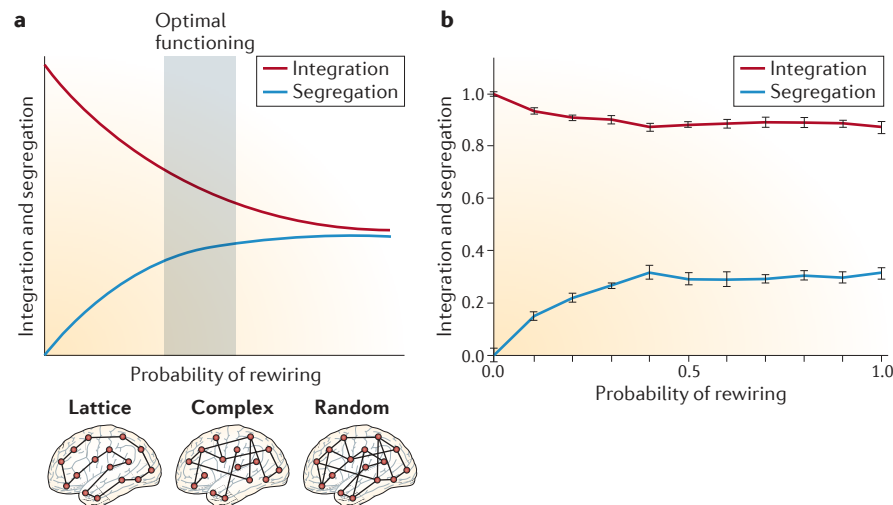 a
Optimal
functioning
Integration
Segregation
Integration and segregation
Probability of rewiring
Lattice
Complex
Random
b
Integration
Segregation
Integration and segregation
1.0
0.8
0.6
0.4
0.2
0.0
0.0
0.5
1.0
Probability of rewiring